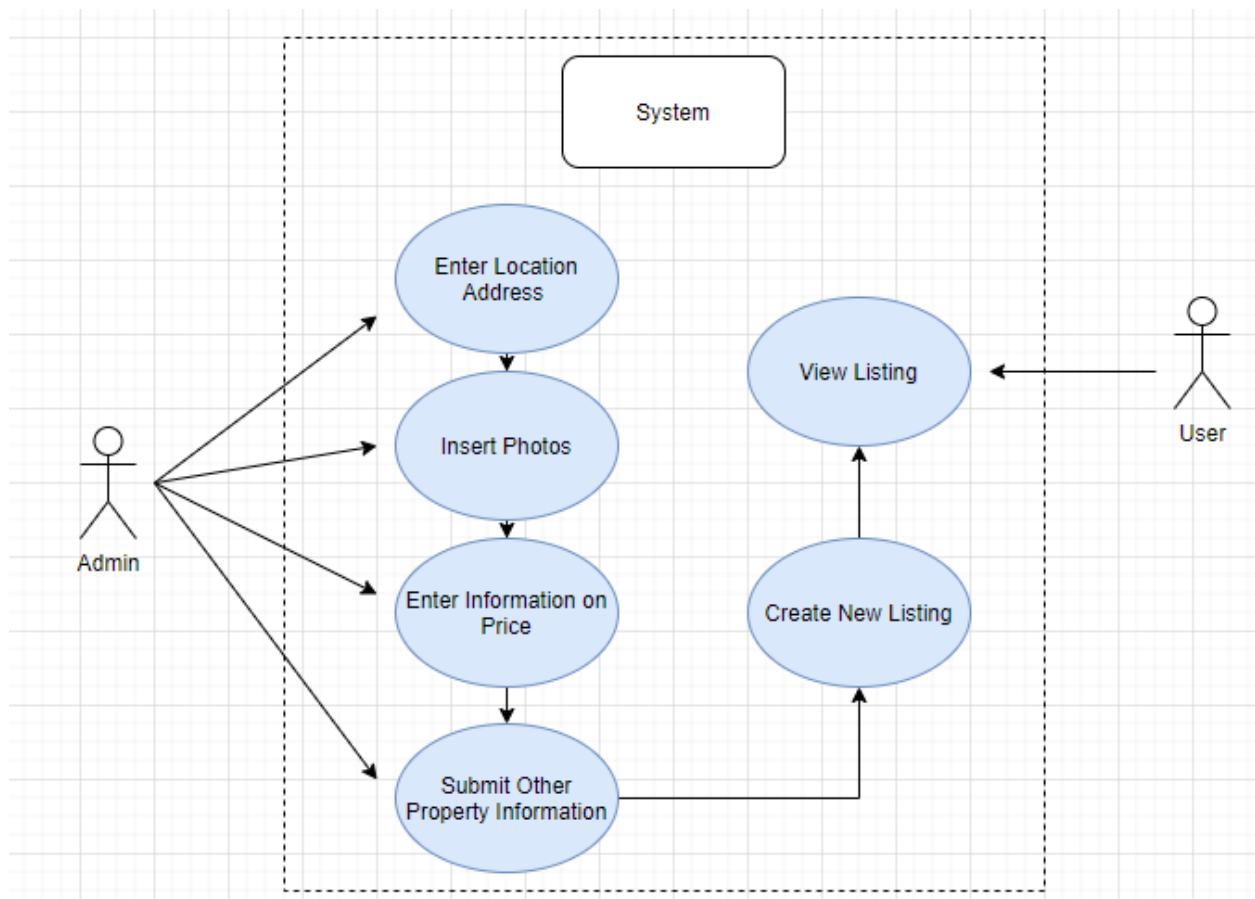 System
Enter Location
Address
View Listing
Insert Photos
User
Admin
Enter Information on
Price
Create New Listing
Submit Other
Property Information